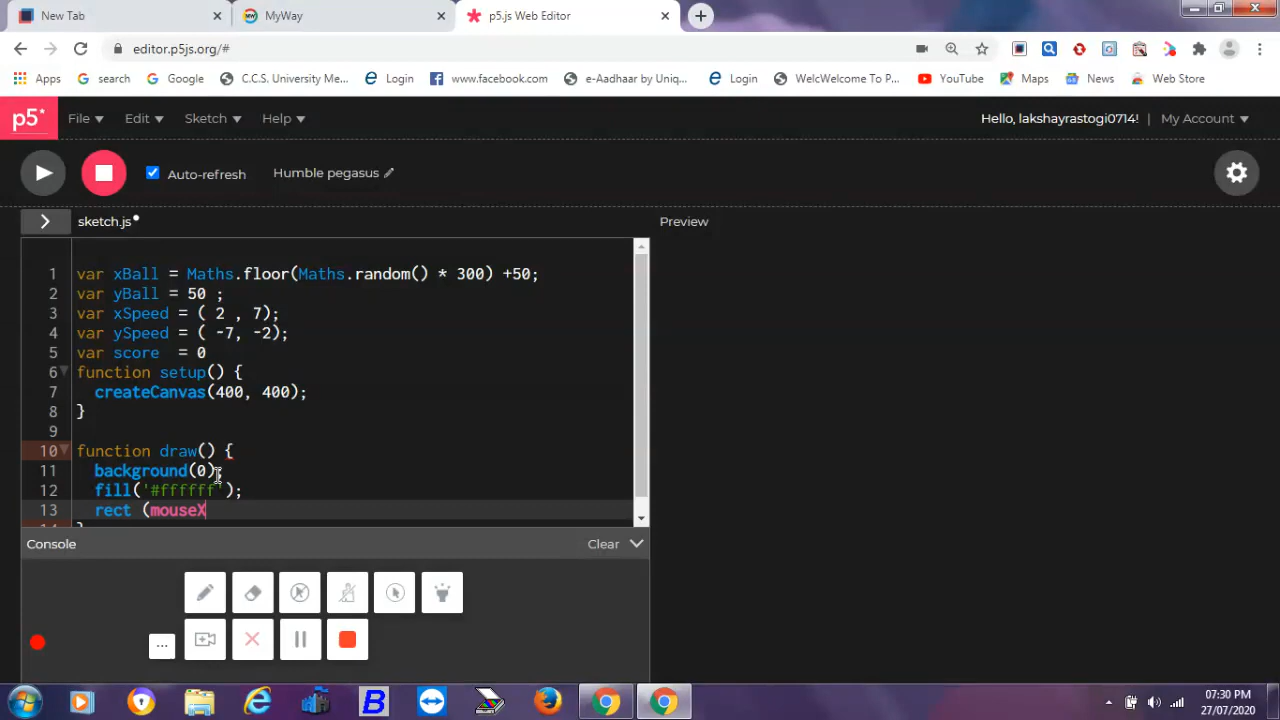 New Tab
MyWay
p5.js Web Editor
editor.p5js.org/#
Apps
search
Google
C.C.S. University Me...
Login
www.facebook.com
e-Aadhaar by Uniq...
Login
WelcWelcome To P...
YouTube
Maps
News
Web Store
p5*
File
Edit
Sketch
Help
Hello, lakshayrastogi0714!
My Account
Auto-refresh
Humble pegasus
sketch.js
Preview
1 var xBall = Maths.floor(Maths.random() * 300) +50;
2 var yBall = 50 ;
3 var xSpeed = ( 2 , 7);
4 var ySpeed = ( -7, -2);
5 var score  = 0
6 function setup() {
7 createCanvas(400, 400);
8 }
9
10 function draw() {
11 background(0);
12 fill('#ffffff');
13 rect (mouseX
Console
Clear
...
B
07:30 PM
27/07/2020